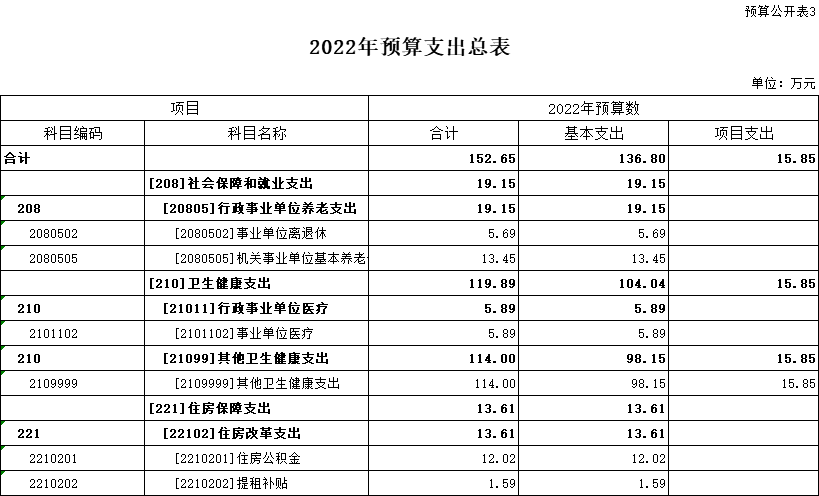 预算公开表3
2022年预算支出总表
单位：万元
项目 2022年预算数
科目编码 科目名称 合计 基本支出 项目支出
合计 152.65 136.80 15.85
[208]社会保障和就业支出 19.15 19.15
208 [20805]行政事业单位养老支出 19.15 19.15
2080502 [2080502]事业单位离退休 5.69 5.69
2080505 [2080505]机关事业单位基本养老 13.45 13.45
[210]卫生健康支出 119.89 104.04 15.85
210 [21011]行政事业单位医疗 5.89 5.89
2101102 [2101102]事业单位医疗 5.89 5.89
210 [21099]其他卫生健康支出 114.00 98.15 15.85
2109999 [2109999]其他卫生健康支出 114.00 98.15 15.85
[221]住房保障支出 13.61 13.61
221 [22102]住房改革支出 13.61 13.61
2210201 [2210201]住房公积金 12.02 12.02
2210202 [2210202]提租补贴 1.59 1.59